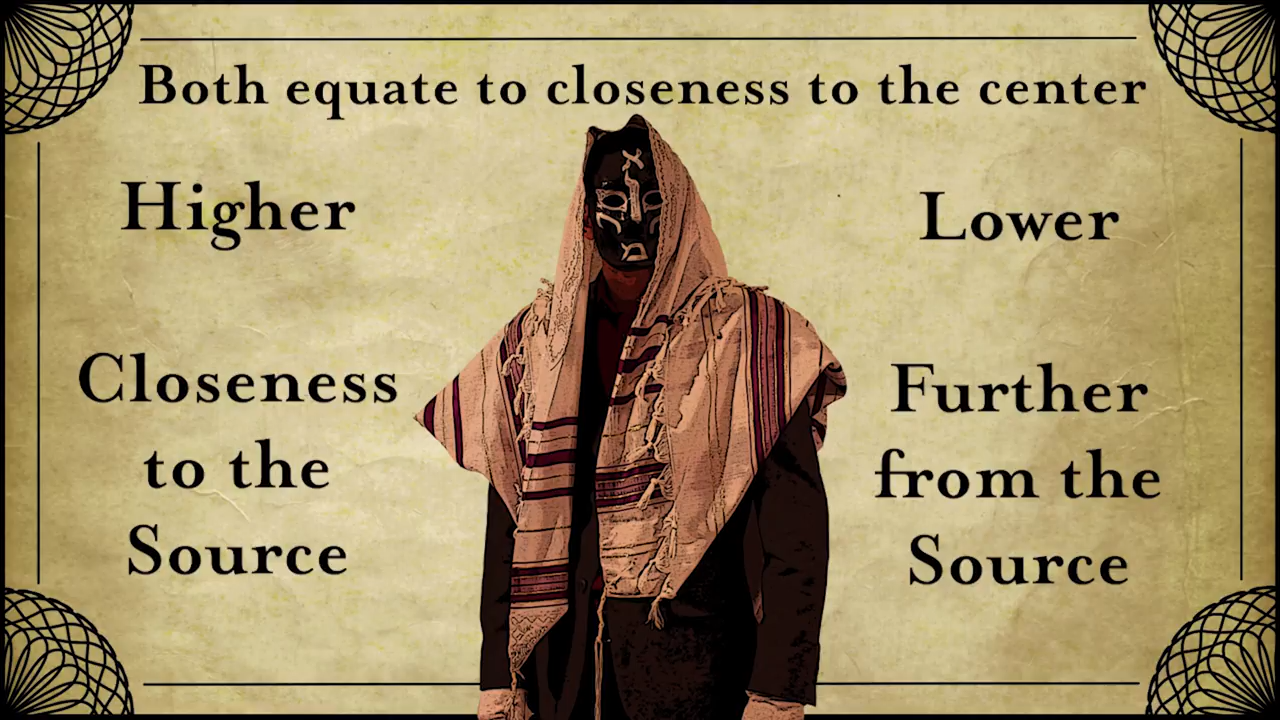 Both equate to closeness to the center
Higher
Lower
Closeness
to the
Source
Further
from the
Source